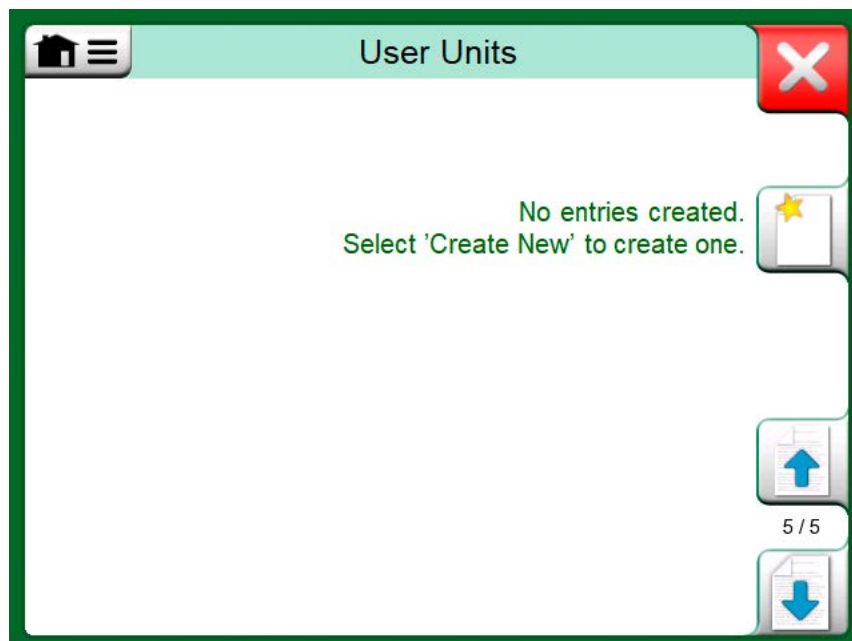 User Units
No entries created.
Select 'Create New' to create one.
5 / 5